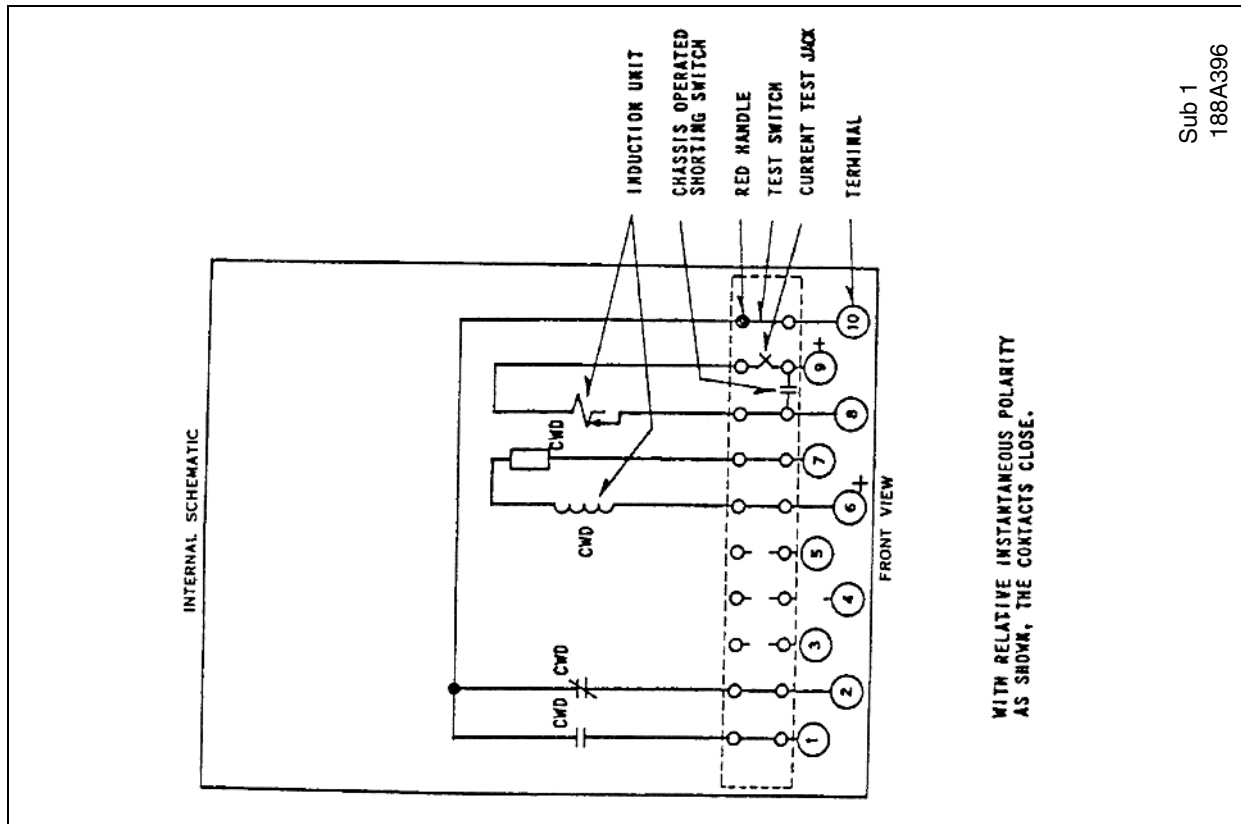 INTERNAL SCHEMATIC
INDUCTION UNIT
CHASSIS OPERATED
SHORTING SWITCH
RED HANDLE
TEST SWITCH
CURRENT TEST JACK
TERMINAL
CWD
CWD
CWD
CWD
1
2
3
4
5
6
+
7
8
9
+
10
FRONT VIEW
WITH RELATIVE INSTANTANEOUS POLARITY
AS SHOWN, THE CONTACTS CLOSE.
Sub 1
188A396